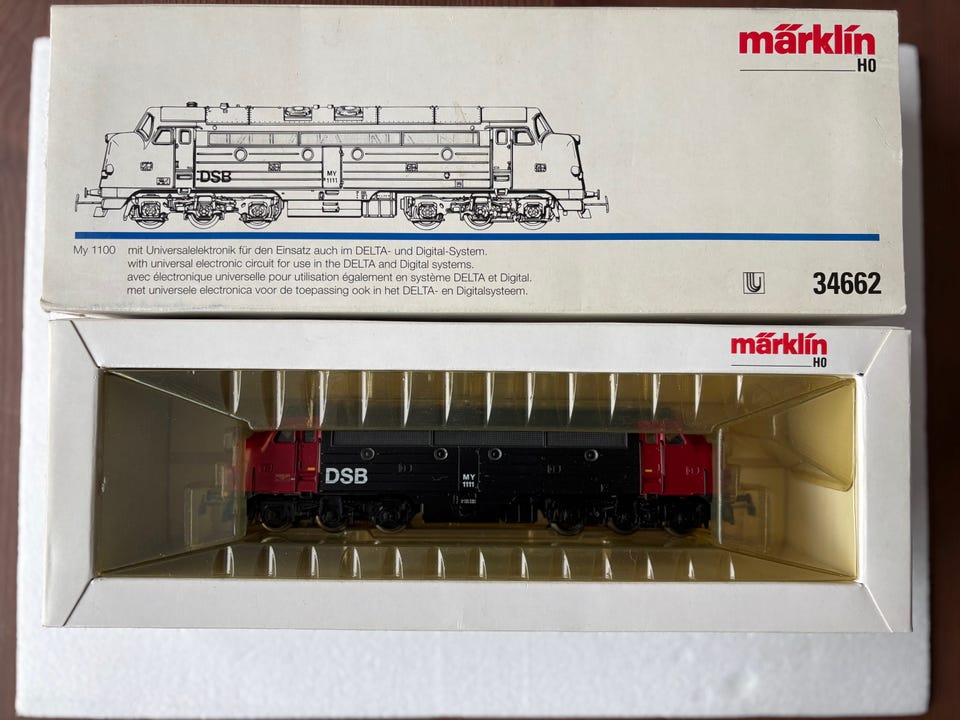 märklin
HO
DSB
MY
1111
My 1100 mit Universalelektronik für den Einsatz auch im DELTA- und Digital-System.
with universal electronic circuit for use in the DELTA and Digital systems.
avec électronique universelle pour utilisation également en système DELTA et Digital.
met universele electronica voor de toepassing ook in het DELTA- en Digitalsysteem.
34662
märklin
HO
DSB
MY
1111